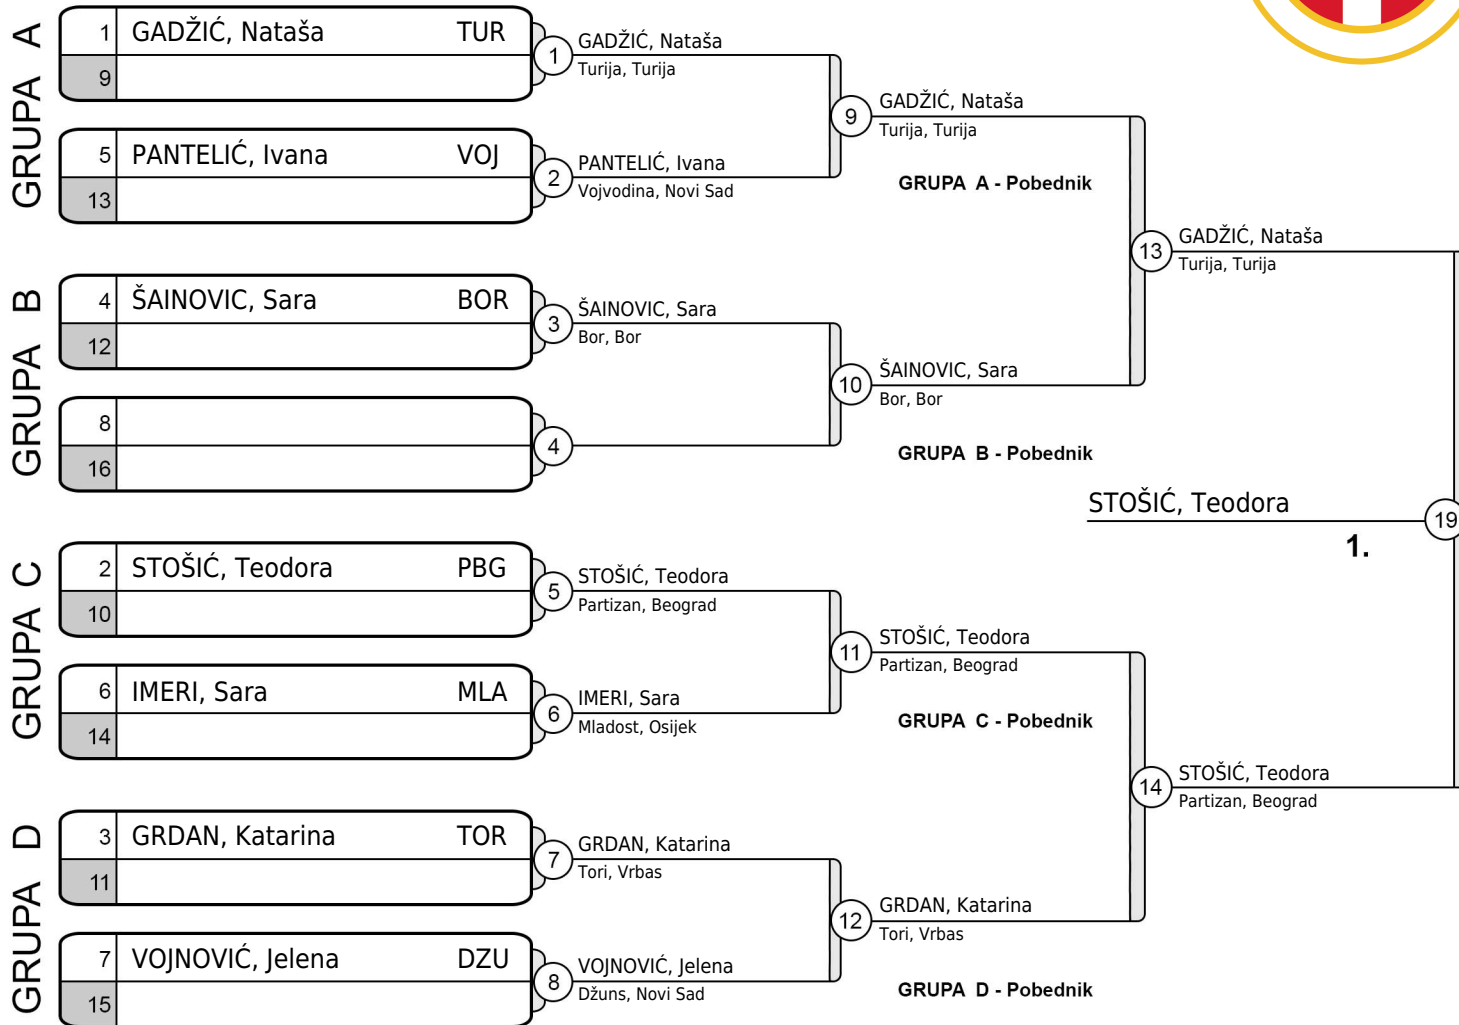 GRUPA A
1 GADŽIĆ, Nataša TUR
9
1
GADŽIĆ, Nataša
Turija, Turija
5 PANTELIĆ, Ivana VOJ
13
2
PANTELIĆ, Ivana
Vojvodina, Novi Sad
9
GADŽIĆ, Nataša
Turija, Turija
GRUPA A - Pobednik
GRUPA B
4 ŠAINOVIC, Sara BOR
12
3
ŠAINOVIC, Sara
Bor, Bor
8
16
4
10
ŠAINOVIC, Sara
Bor, Bor
GRUPA B - Pobednik
13
GADŽIĆ, Nataša
Turija, Turija
STOŠIĆ, Teodora
1.
19
GRUPA C
2 STOŠIĆ, Teodora PBG
10
5
STOŠIĆ, Teodora
Partizan, Beograd
6 IMERI, Sara MLA
14
6
IMERI, Sara
Mladost, Osijek
11
STOŠIĆ, Teodora
Partizan, Beograd
GRUPA C - Pobednik
14
STOŠIĆ, Teodora
Partizan, Beograd
GRUPA D
3 GRDAN, Katarina TOR
11
7
GRDAN, Katarina
Tori, Vrbas
7 VOJNOVIĆ, Jelena DZU
15
8
VOJNOVIĆ, Jelena
Džuns, Novi Sad
12
GRDAN, Katarina
Tori, Vrbas
GRUPA D - Pobednik